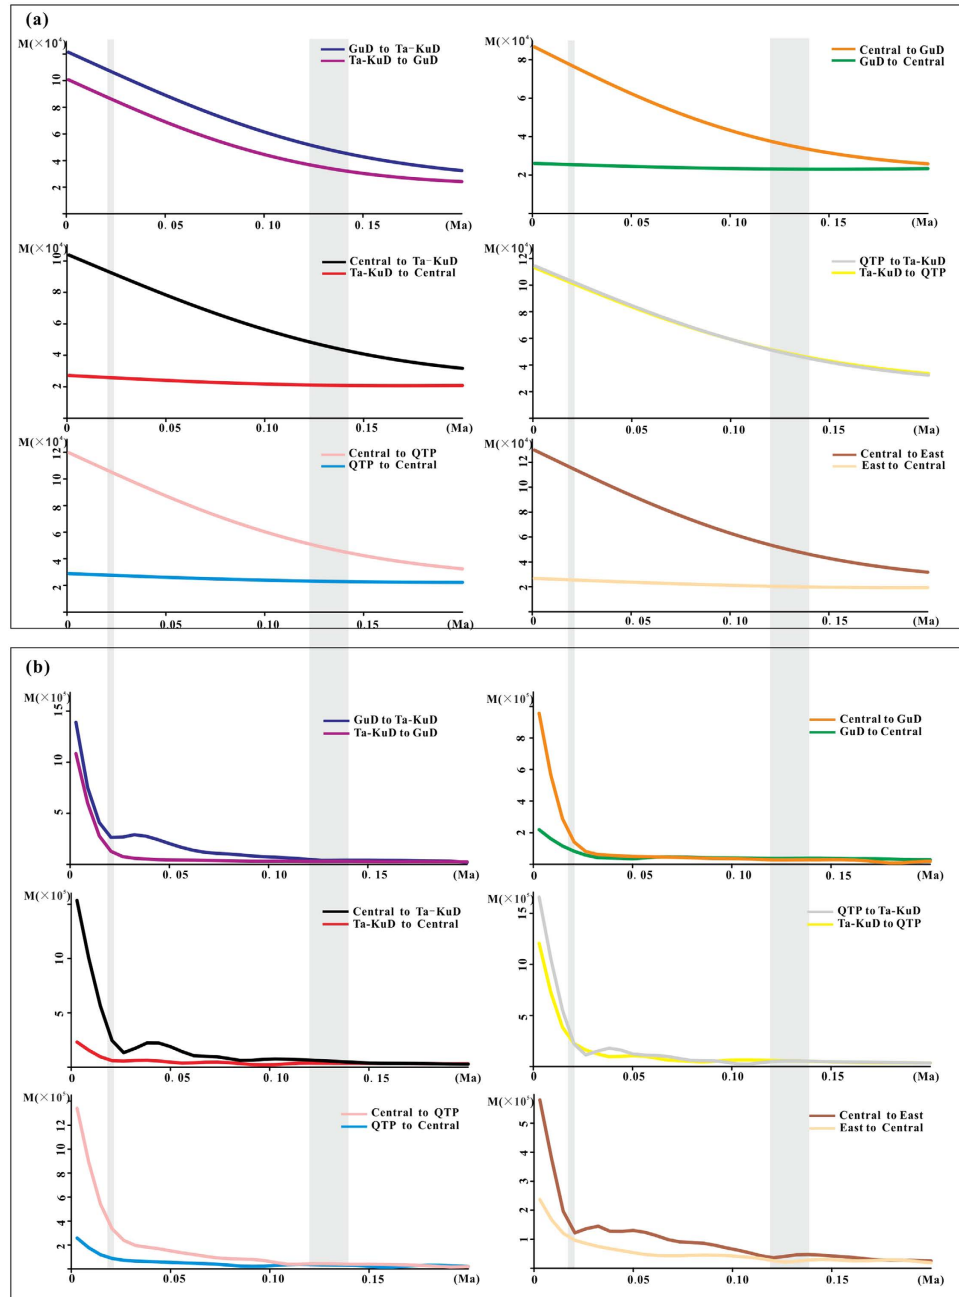 (a)
M(×10⁴)
GuD to Ta-KuD
Ta-KuD to GuD
10
8
6
4
2
0 0.05 0.10 0.15 (Ma)
M(×10⁴)
Central to GuD
GuD to Central
8
6
4
2
0 0.05 0.10 0.15 (Ma)
M(×10⁴)
Central to Ta-KuD
Ta-KuD to Central
10
8
6
4
2
0 0.05 0.10 0.15 (Ma)
M(×10⁴)
QTP to Ta-KuD
Ta-KuD to QTP
12
10
8
6
4
2
0 0.05 0.10 0.15 (Ma)
M(×10⁴)
Central to QTP
QTP to Central
10
8
6
4
2
0 0.05 0.10 0.15 (Ma)
M(×10⁴)
Central to East
East to Central
12
10
8
6
4
2
0 0.05 0.10 0.15 (Ma)
(b)
M(×10⁵)
GuD to Ta-KuD
Ta-KuD to GuD
15
10
5
0 0.05 0.10 0.15 (Ma)
M(×10⁵)
Central to GuD
GuD to Central
8
6
4
2
0 0.05 0.10 0.15 (Ma)
M(×10⁵)
Central to Ta-KuD
Ta-KuD to Central
10
5
0 0.05 0.10 0.15 (Ma)
M(×10⁵)
QTP to Ta-KuD
Ta-KuD to QTP
15
10
5
0 0.05 0.10 0.15 (Ma)
M(×10⁵)
Central to QTP
QTP to Central
12
10
8
6
4
2
0 0.05 0.10 0.15 (Ma)
M(×10⁵)
Central to East
East to Central
5
4
3
2
1
0 0.05 0.10 0.15 (Ma)